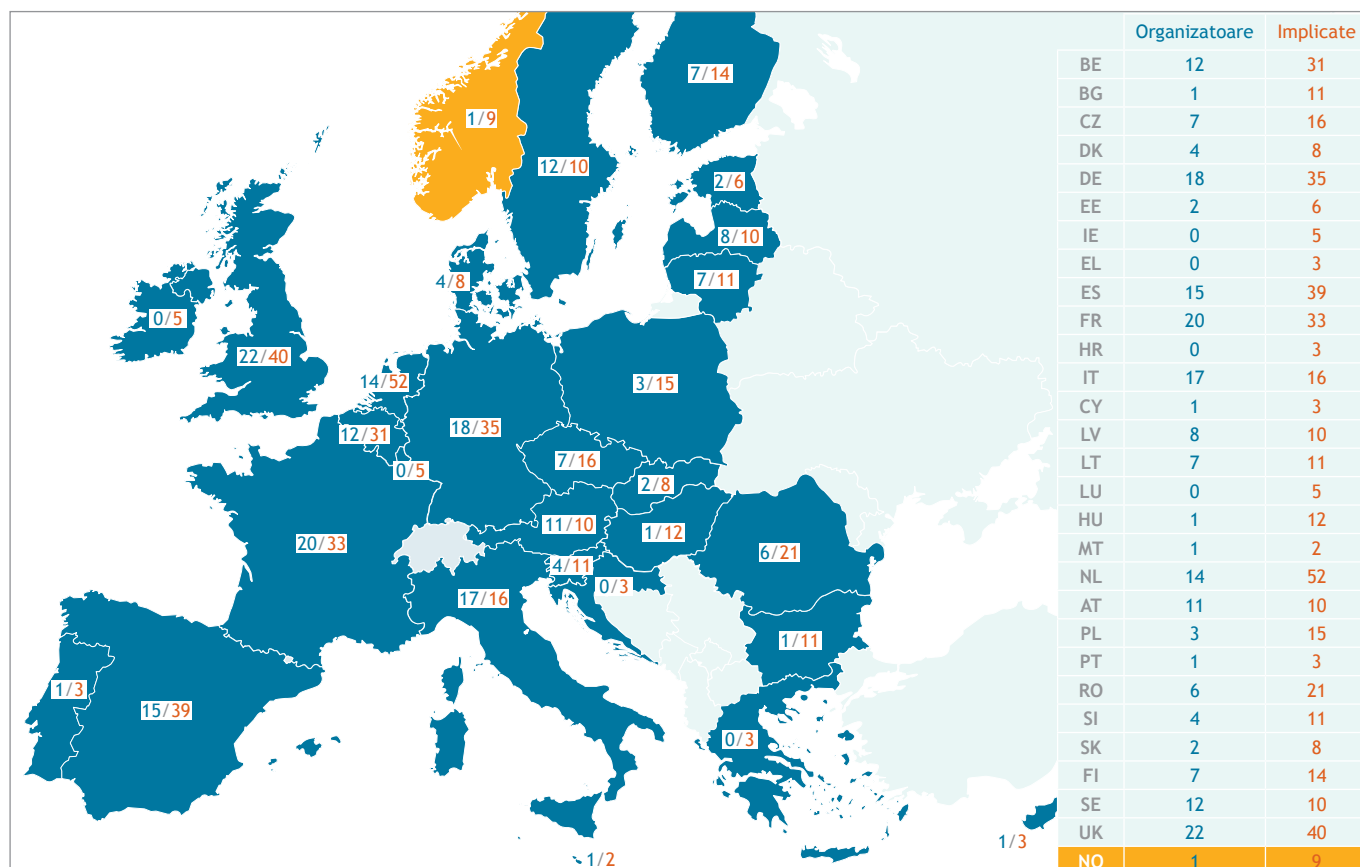 7/14
1/9
12/10
2/6
8/10
4/8
7/11
0/5
22/40
14/52
3/15
12/31
18/35
0/5
7/16
2/8
11/10
1/12
20/33
6/21
4/11
0/3
17/16
1/11
1/3
15/39
0/3
1/3
1/2
Organizatoare Implicate
BE 12 31
BG 1 11
CZ 7 16
DK 4 8
DE 18 35
EE 2 6
IE 0 5
EL 0 3
ES 15 39
FR 20 33
HR 0 3
IT 17 16
CY 1 3
LV 8 10
LT 7 11
LU 0 5
HU 1 12
MT 1 2
NL 14 52
AT 11 10
PL 3 15
PT 1 3
RO 6 21
SI 4 11
SK 2 8
FI 7 14
SE 12 10
UK 22 40
NO 1 9